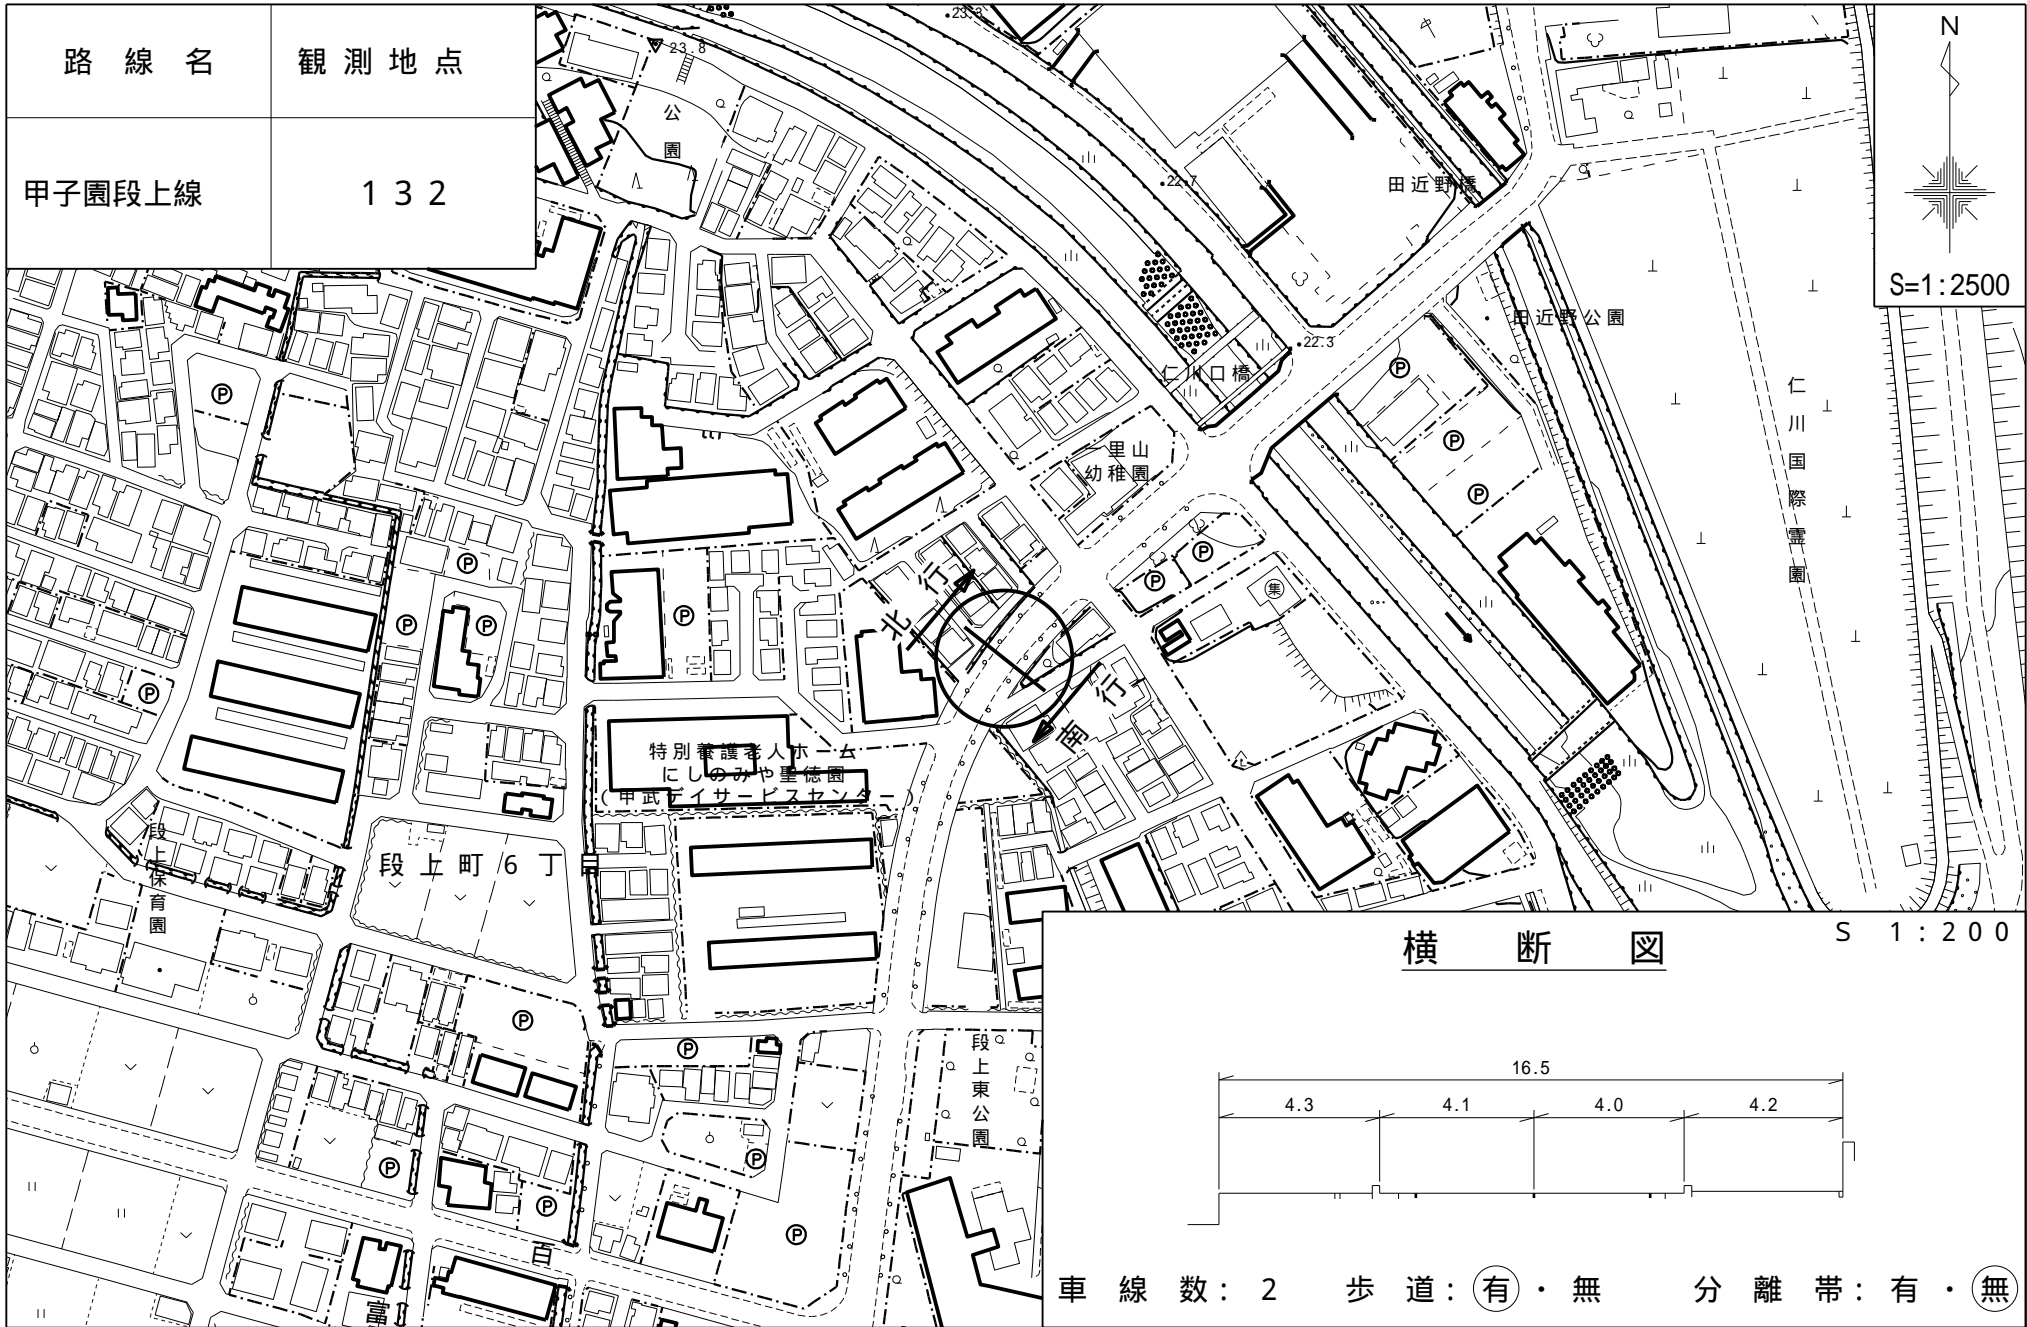 路線名 観測地点
甲子園段上線 132
N
S=1:2500
23.3
23.8
公園
22.7
田近野橋
22.3
田近野公園
仁川口橋
仁川国際霊園
一里山
幼稚園
P
P
P
P
P
P
P
P
P
P
P
集
北行
南行
P
特別養護老人ホーム
にしのみや聖徳園
(甲武デイサービスセンター)
段上保育園
段上町6丁目
P
P
段上東公園
P
P
P
P
百
富
横断図
S 1:200
16.5
4.3 4.1 4.0 4.2
車線数:2 歩道:有・無 分離帯:有・無